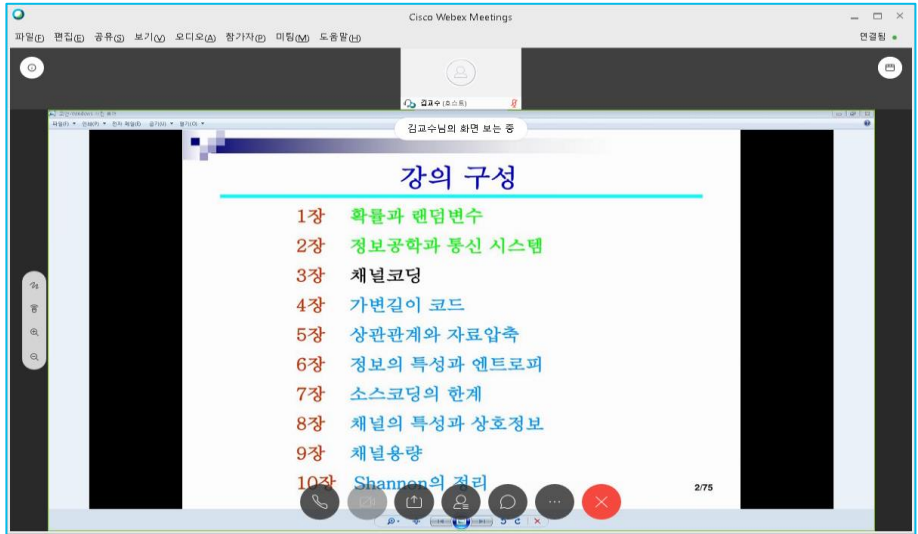 Cisco Webex Meetings
파일(F) 편집(E) 공유(S) 보기(V) 오디오(A) 참가자(P) 미팅(M) 도움말(H)
연결됨
김교수 (호스트)
김교수님의 화면 보는 중
강의 구성
1장 확률과 랜덤변수
2장 정보공학과 통신 시스템
3장 채널코딩
4장 가변길이 코드
5장 상관관계와 자료압축
6장 정보의 특성과 엔트로피
7장 소스코딩의 한계
8장 채널의 특성과 상호정보
9장 채널용량
10장 Shannon의 정리
2/75